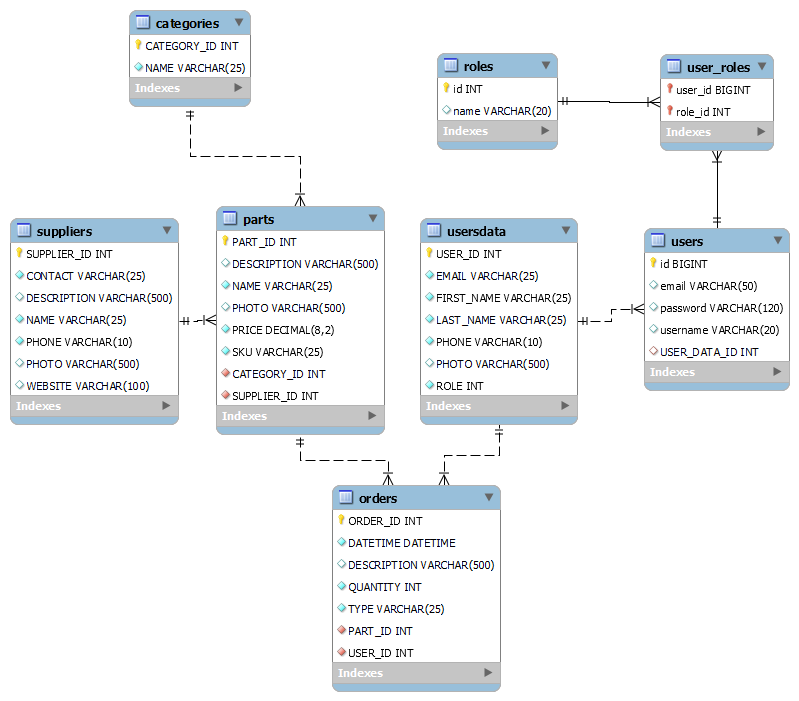 categories
CATEGORY_ID INT
NAME VARCHAR(25)
Indexes
roles
id INT
name VARCHAR(20)
Indexes
user_roles
user_id BIGINT
role_id INT
Indexes
suppliers
SUPPLIER_ID INT
CONTACT VARCHAR(25)
DESCRIPTION VARCHAR(500)
NAME VARCHAR(25)
PHONE VARCHAR(10)
PHOTO VARCHAR(500)
WEBSITE VARCHAR(100)
Indexes
parts
PART_ID INT
DESCRIPTION VARCHAR(500)
NAME VARCHAR(25)
PHOTO VARCHAR(500)
PRICE DECIMAL(8,2)
SKU VARCHAR(25)
CATEGORY_ID INT
SUPPLIER_ID INT
Indexes
usersdata
USER_ID INT
EMAIL VARCHAR(25)
FIRST_NAME VARCHAR(25)
LAST_NAME VARCHAR(25)
PHONE VARCHAR(10)
PHOTO VARCHAR(500)
ROLE INT
Indexes
users
id BIGINT
email VARCHAR(50)
password VARCHAR(120)
username VARCHAR(20)
USER_DATA_ID INT
Indexes
orders
ORDER_ID INT
DATETIME DATETIME
DESCRIPTION VARCHAR(500)
QUANTITY INT
TYPE VARCHAR(25)
PART_ID INT
USER_ID INT
Indexes